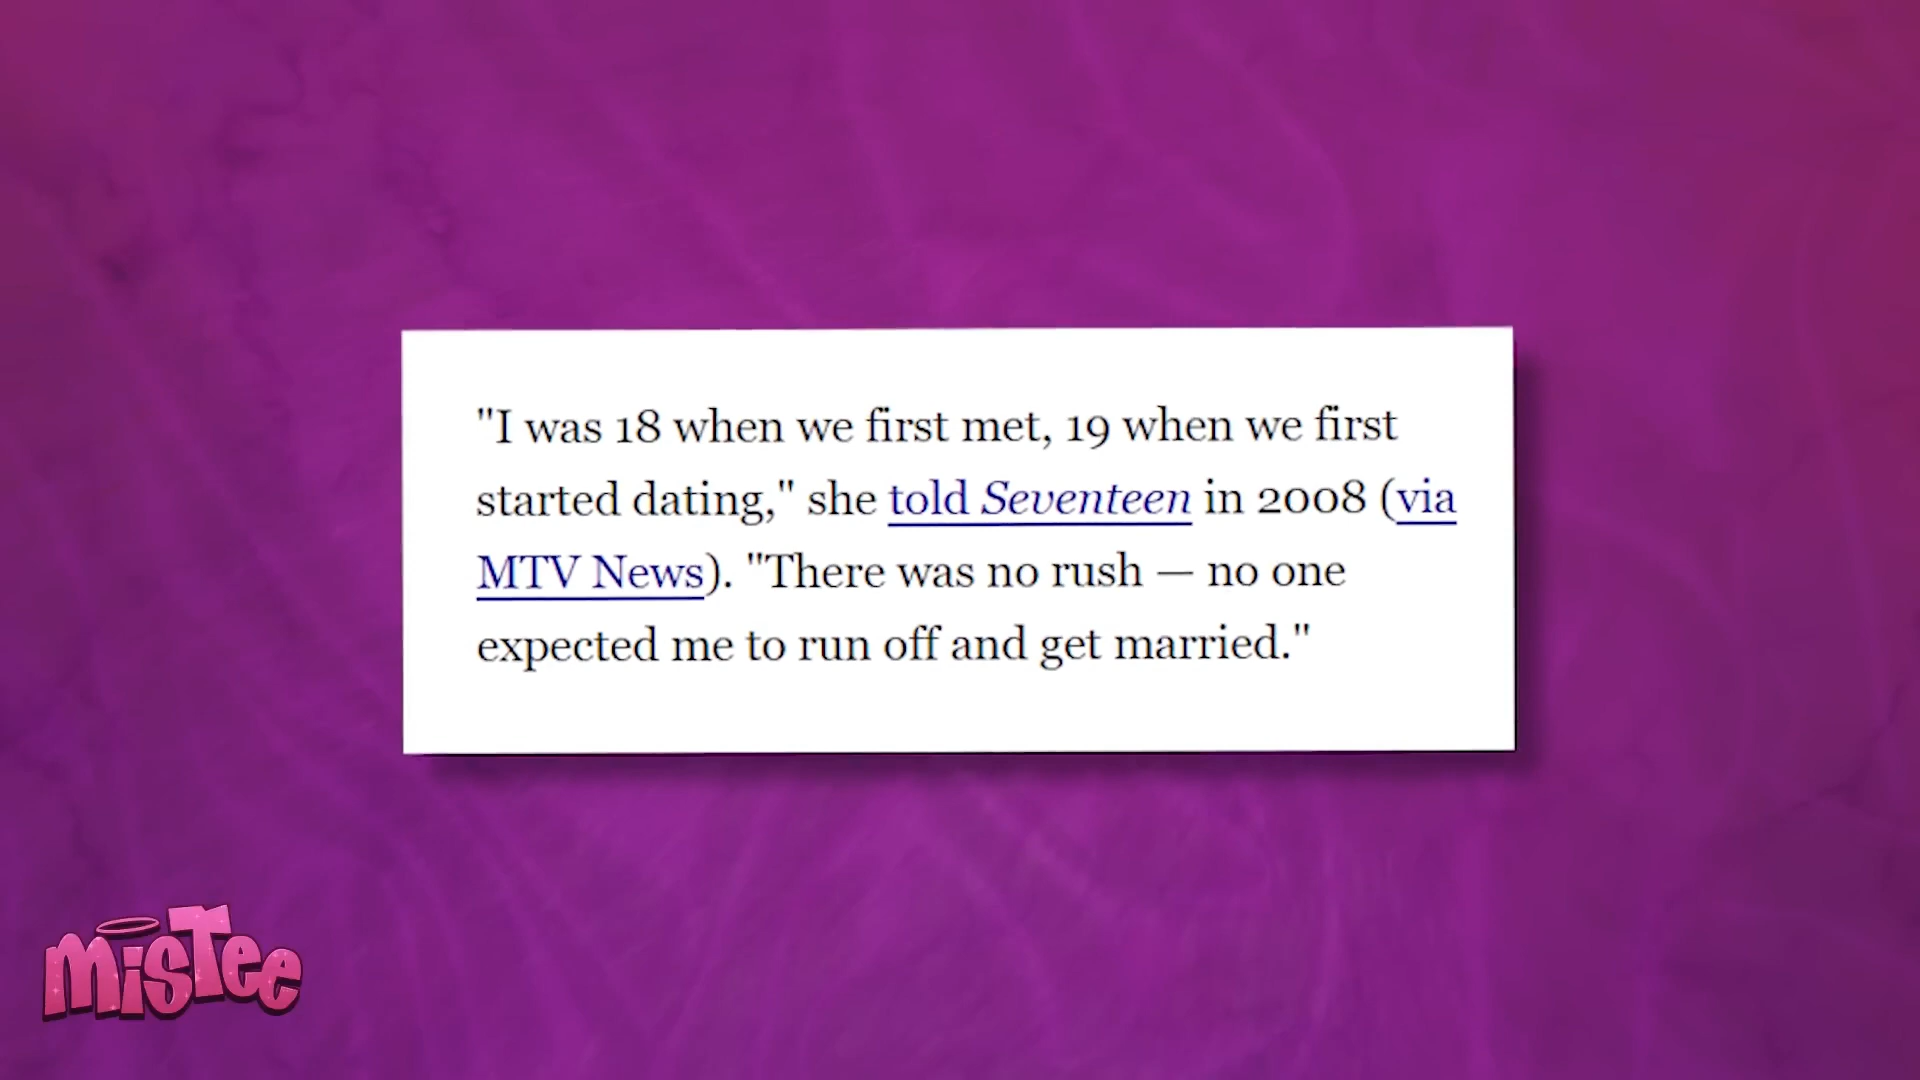 "I was 18 when we first met, 19 when we first
started dating," she told Seventeen in 2008 (via
MTV News). "There was no rush — no one
expected me to run off and get married."
misTee